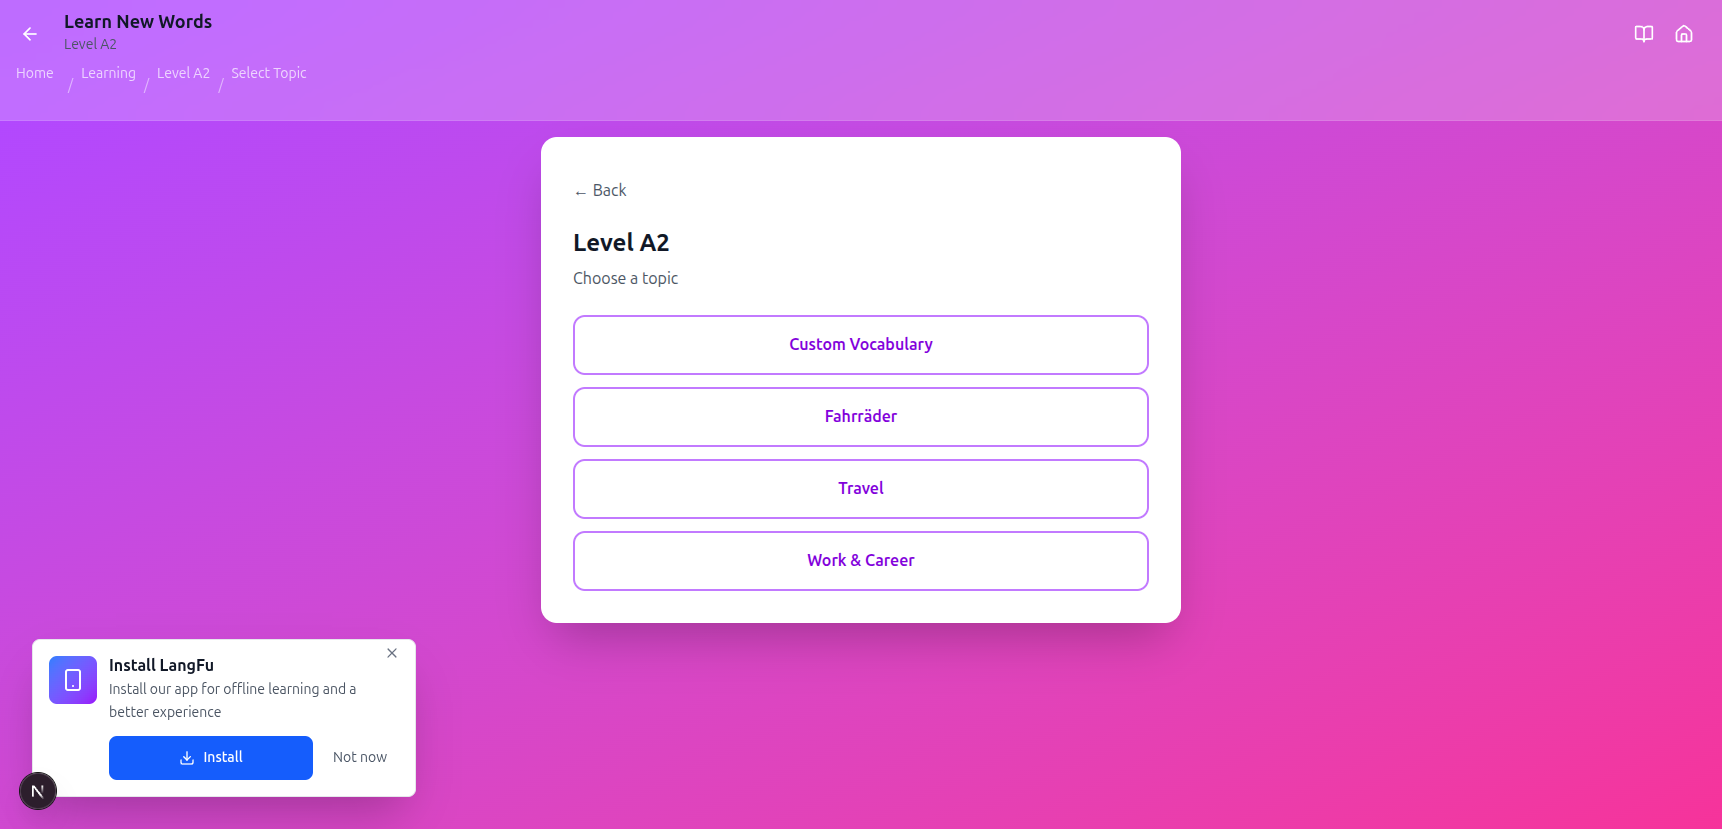 Learn New Words
Level A2
Home / Learning / Level A2 / Select Topic
← Back
Level A2
Choose a topic
Custom Vocabulary
Fahrräder
Travel
Work & Career
Install LangFu
Install our app for offline learning and a
better experience
Install
Not now
N